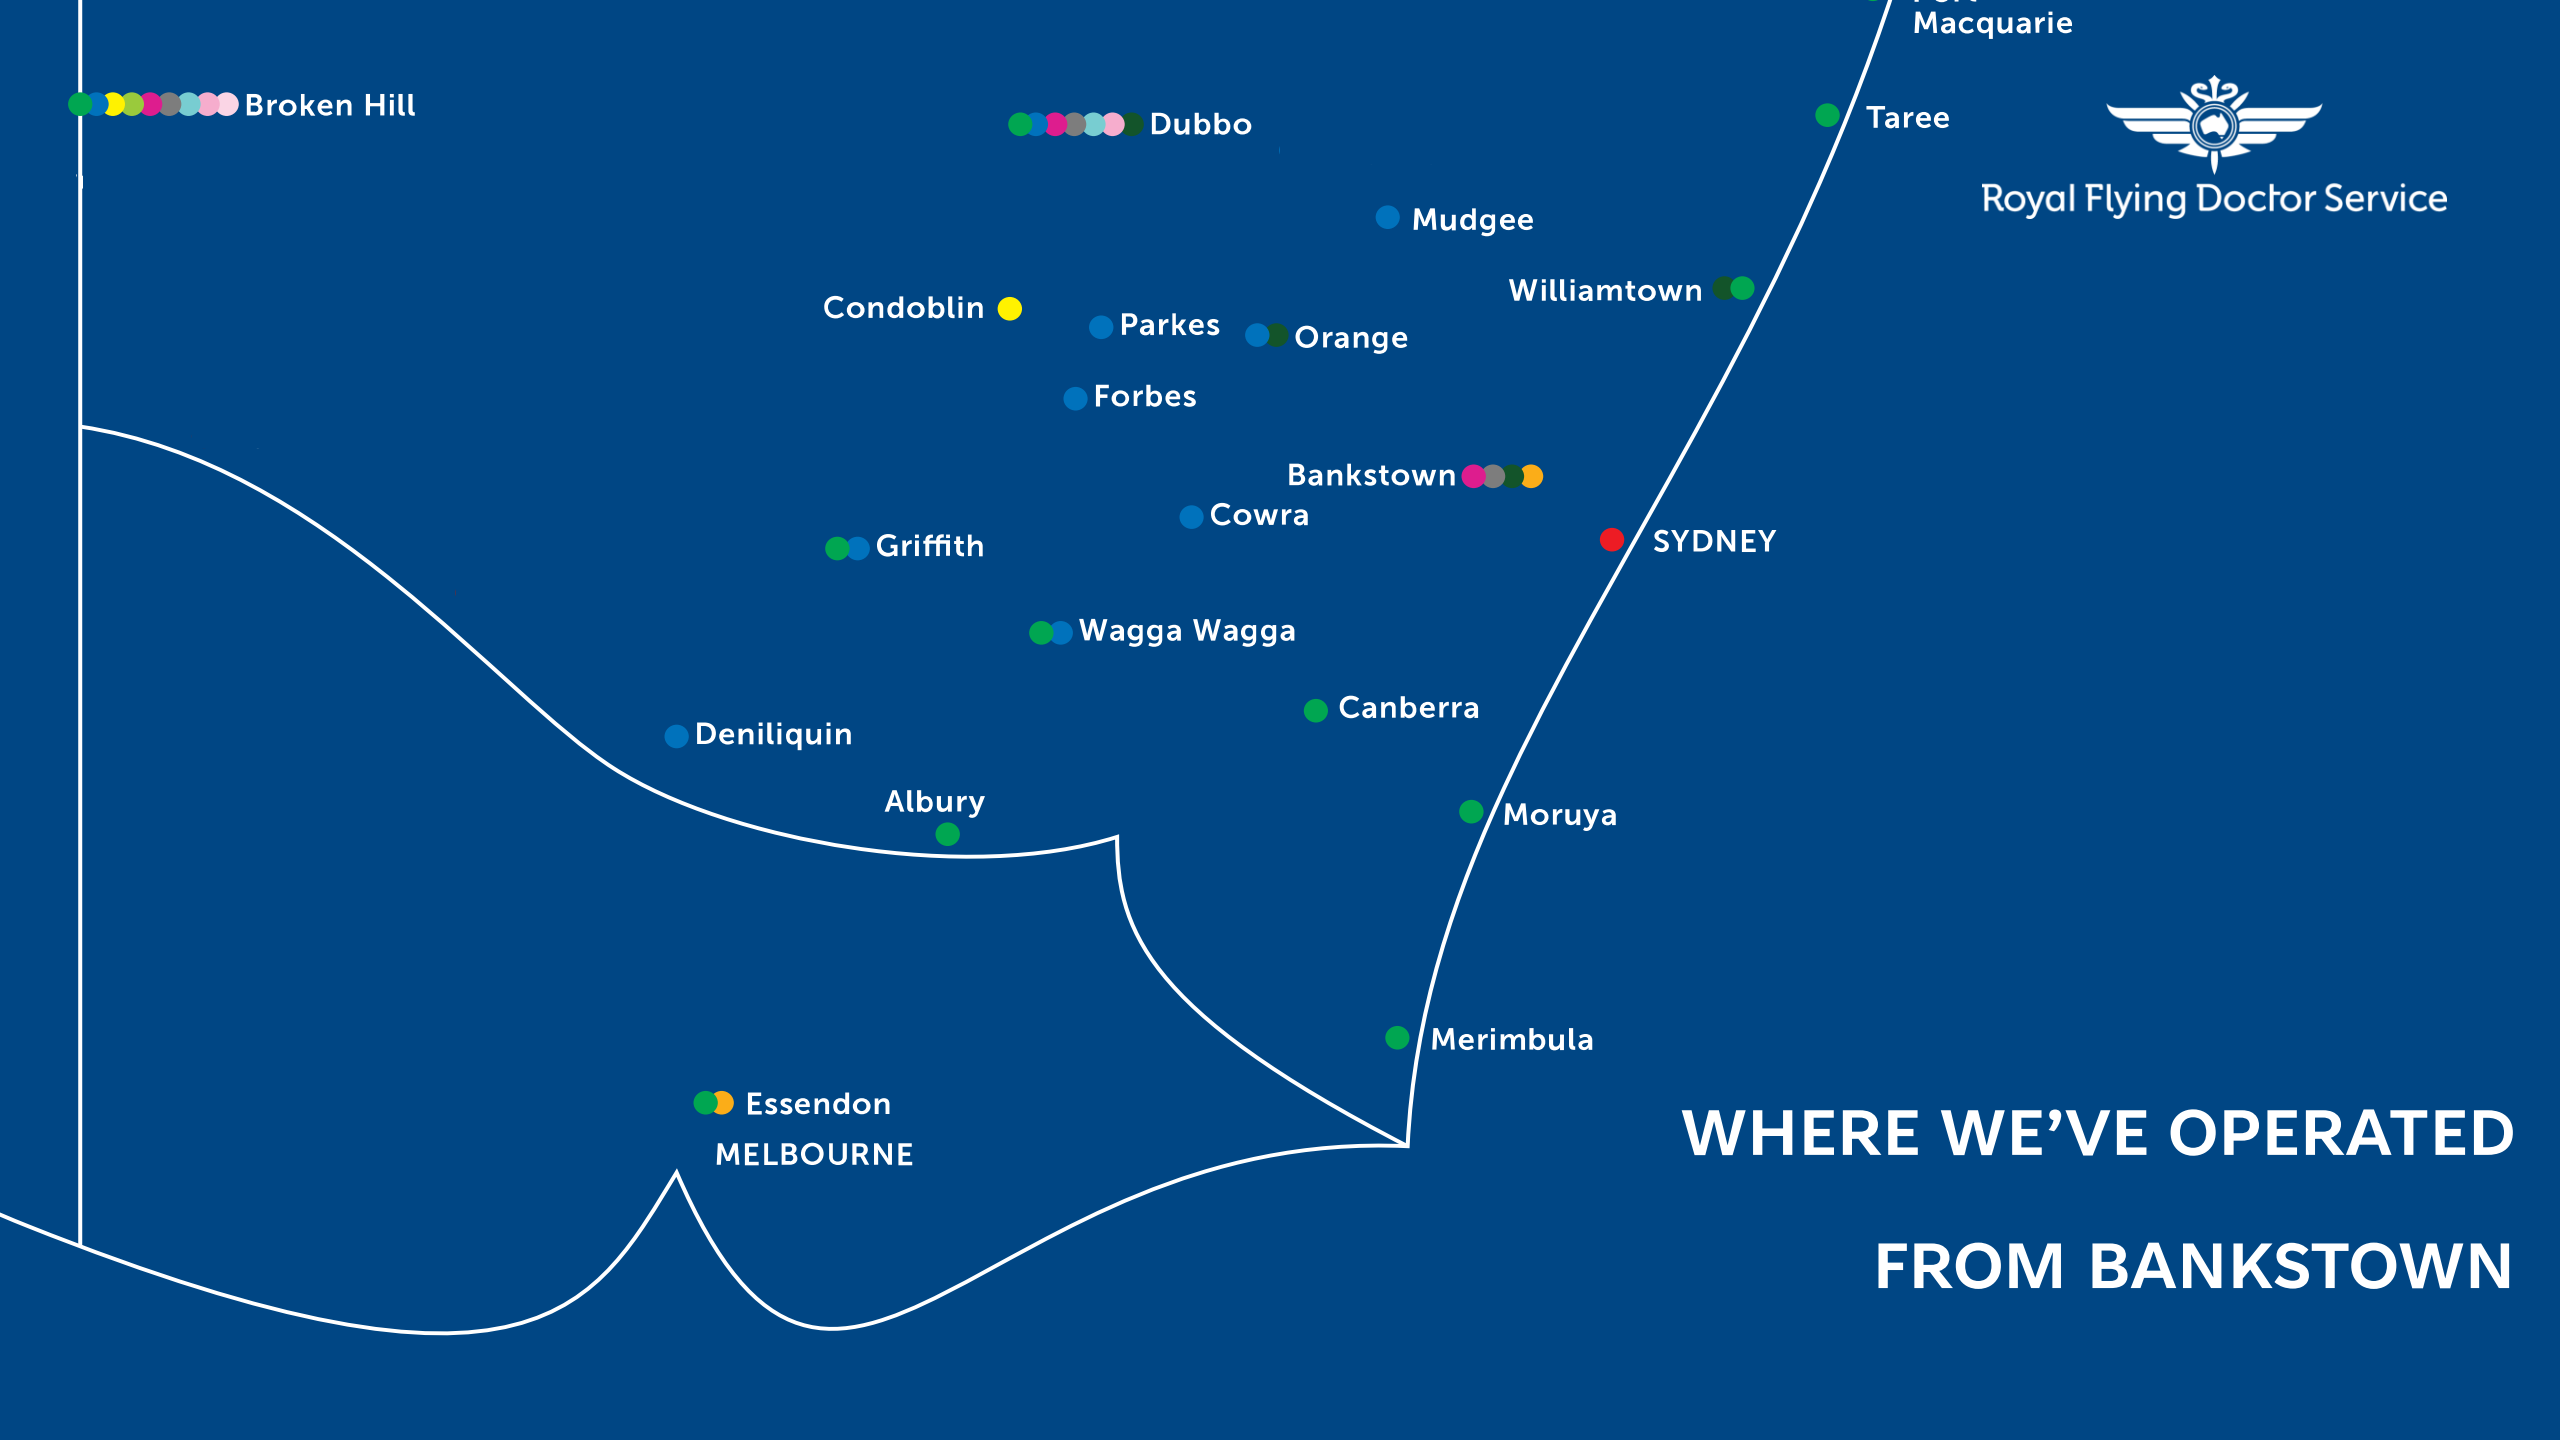 Macquarie
Broken Hill
Dubbo
Taree
Royal Flying Doctor Service
Mudgee
Williamtown
Condoblin
Parkes
Orange
Forbes
Bankstown
Cowra
SYDNEY
Griffith
Wagga Wagga
Canberra
Deniliquin
Albury
Moruya
Merimbula
Essendon
MELBOURNE
WHERE WE’VE OPERATED
FROM BANKSTOWN